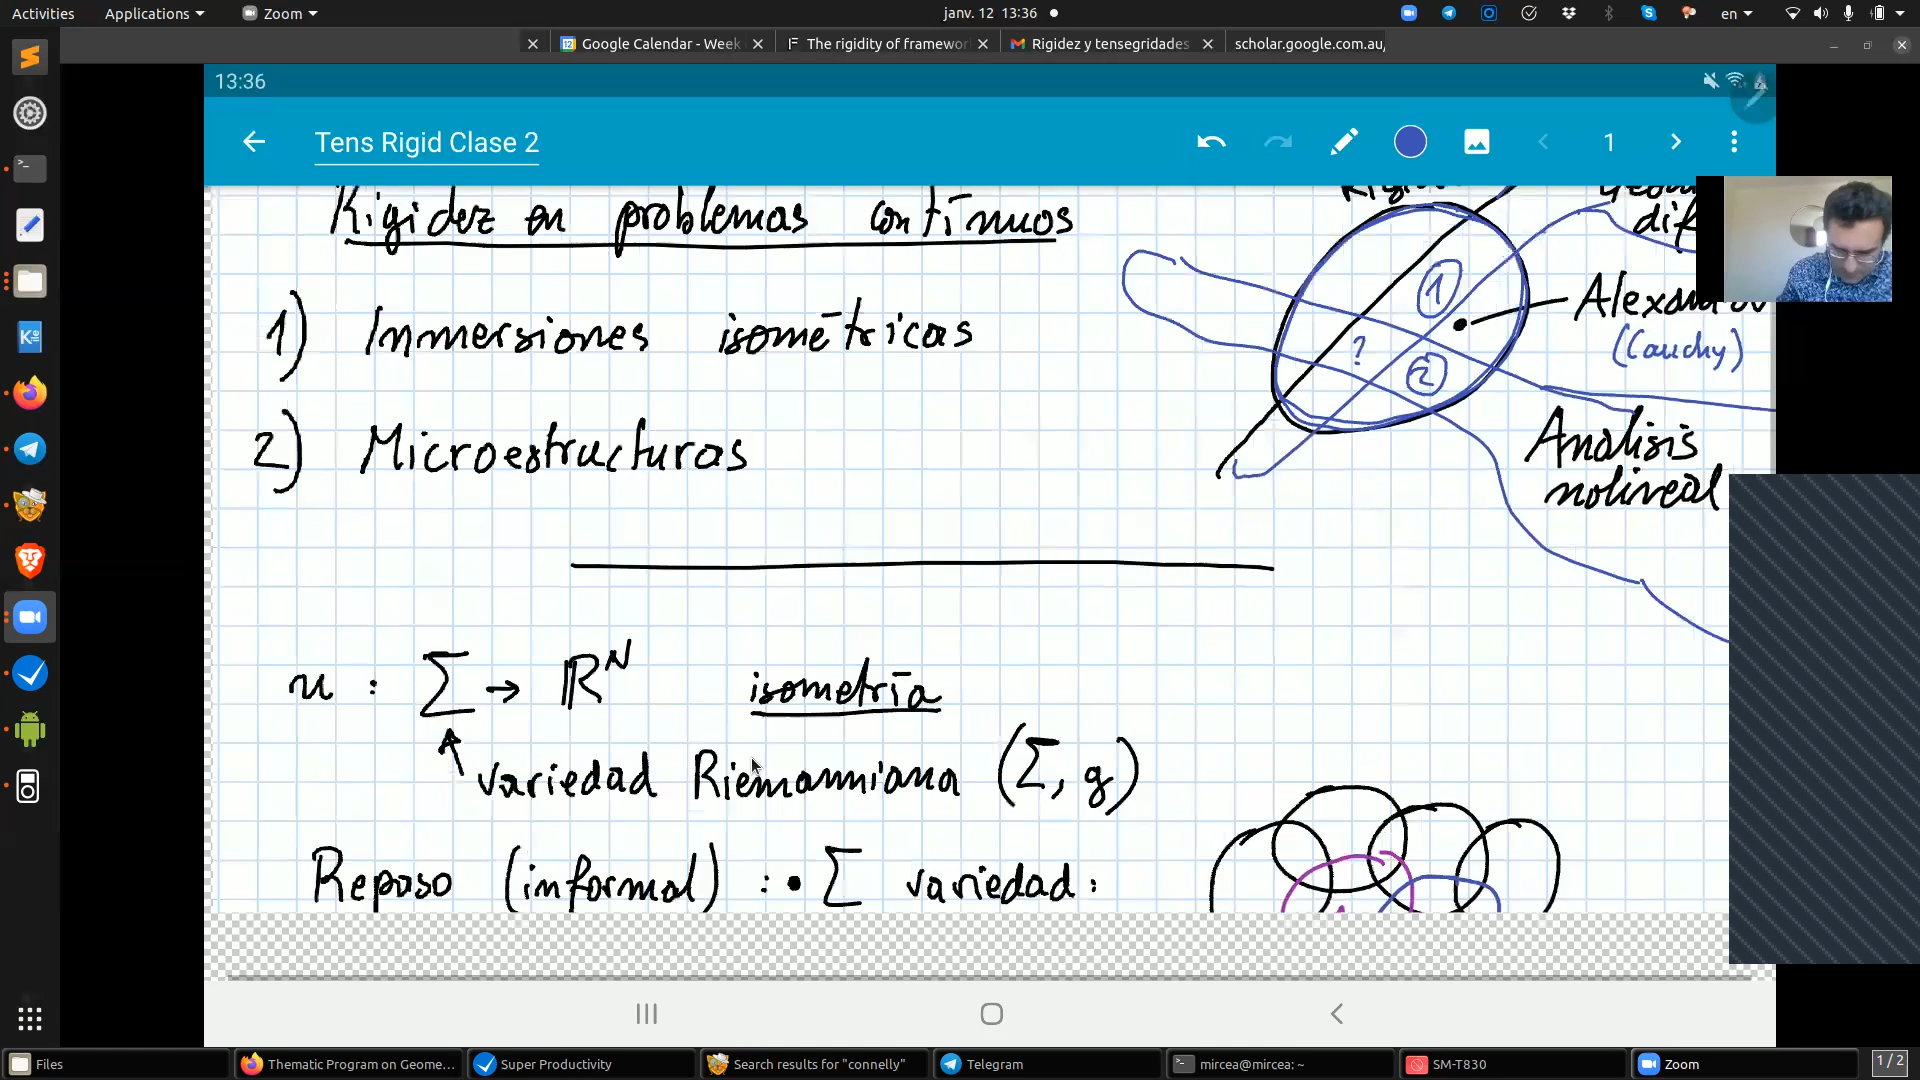 Activities Applications Zoom janv. 12 13:36 en
Google Calendar - Week The rigidity of framewor Rigidez y tensegridades scholar.google.com.au,
13:36
Tens Rigid Clase 2 1
Rigidez en problemas continuos
1) Inmersiones isométricas
2) Microestructuras
1
?
2
(Cauchy)
Analisis
nolineal
u : Σ → ℝᴺ isometría
variedad Riemanniana (Σ, g)
Reposo (informal) : • Σ variedad :
Files Thematic Program on Geome... Super Productivity Search results for "connelly" Telegram mircea@mircea: ~ SM-T830 Zoom 1 / 2